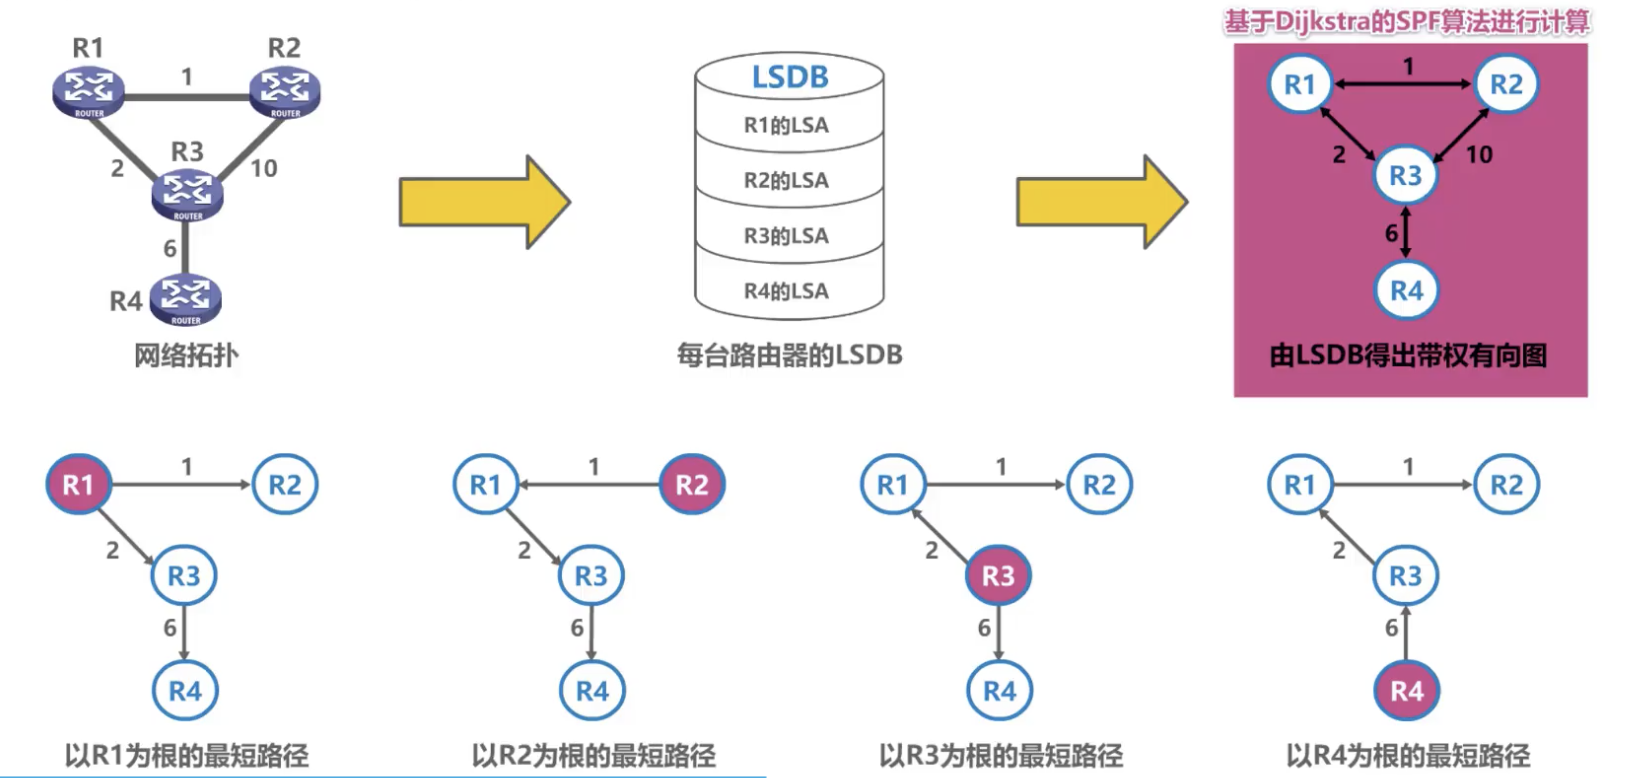 基于Dijkstra的SPF算法进行计算
R1
R2
1
ROUTER
ROUTER
R3
2
10
ROUTER
6
R4
ROUTER
网络拓扑
LSDB
R1的LSA
R2的LSA
R3的LSA
R4的LSA
每台路由器的LSDB
R1
1
R2
2
10
R3
6
R4
由LSDB得出带权有向图
R1
1
R2
2
R3
6
R4
以R1为根的最短路径
R1
1
R2
2
R3
6
R4
以R2为根的最短路径
R1
1
R2
2
R3
6
R4
以R3为根的最短路径
R1
1
R2
2
R3
6
R4
以R4为根的最短路径